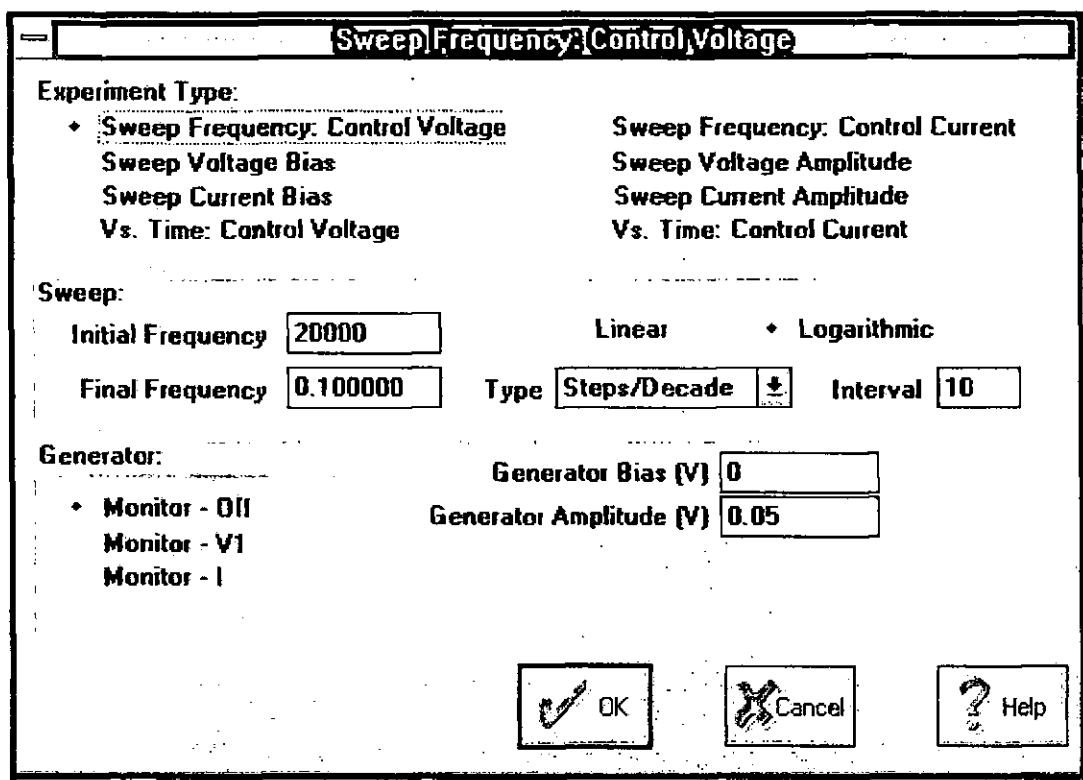 Sweep Frequency: Control Voltage
Experiment Type:
Sweep Frequency: Control Voltage
Sweep Frequency: Control Current
Sweep Voltage Bias
Sweep Voltage Amplitude
Sweep Current Bias
Sweep Current Amplitude
Vs. Time: Control Voltage
Vs. Time: Control Current
Sweep:
Initial Frequency 20000
Linear
Logarithmic
Final Frequency 0.100000
Type Steps/Decade
Interval 10
Generator:
Generator Bias (V) 0
Monitor - Off
Generator Amplitude (V) 0.05
Monitor - V1
Monitor - I
OK
Cancel
Help